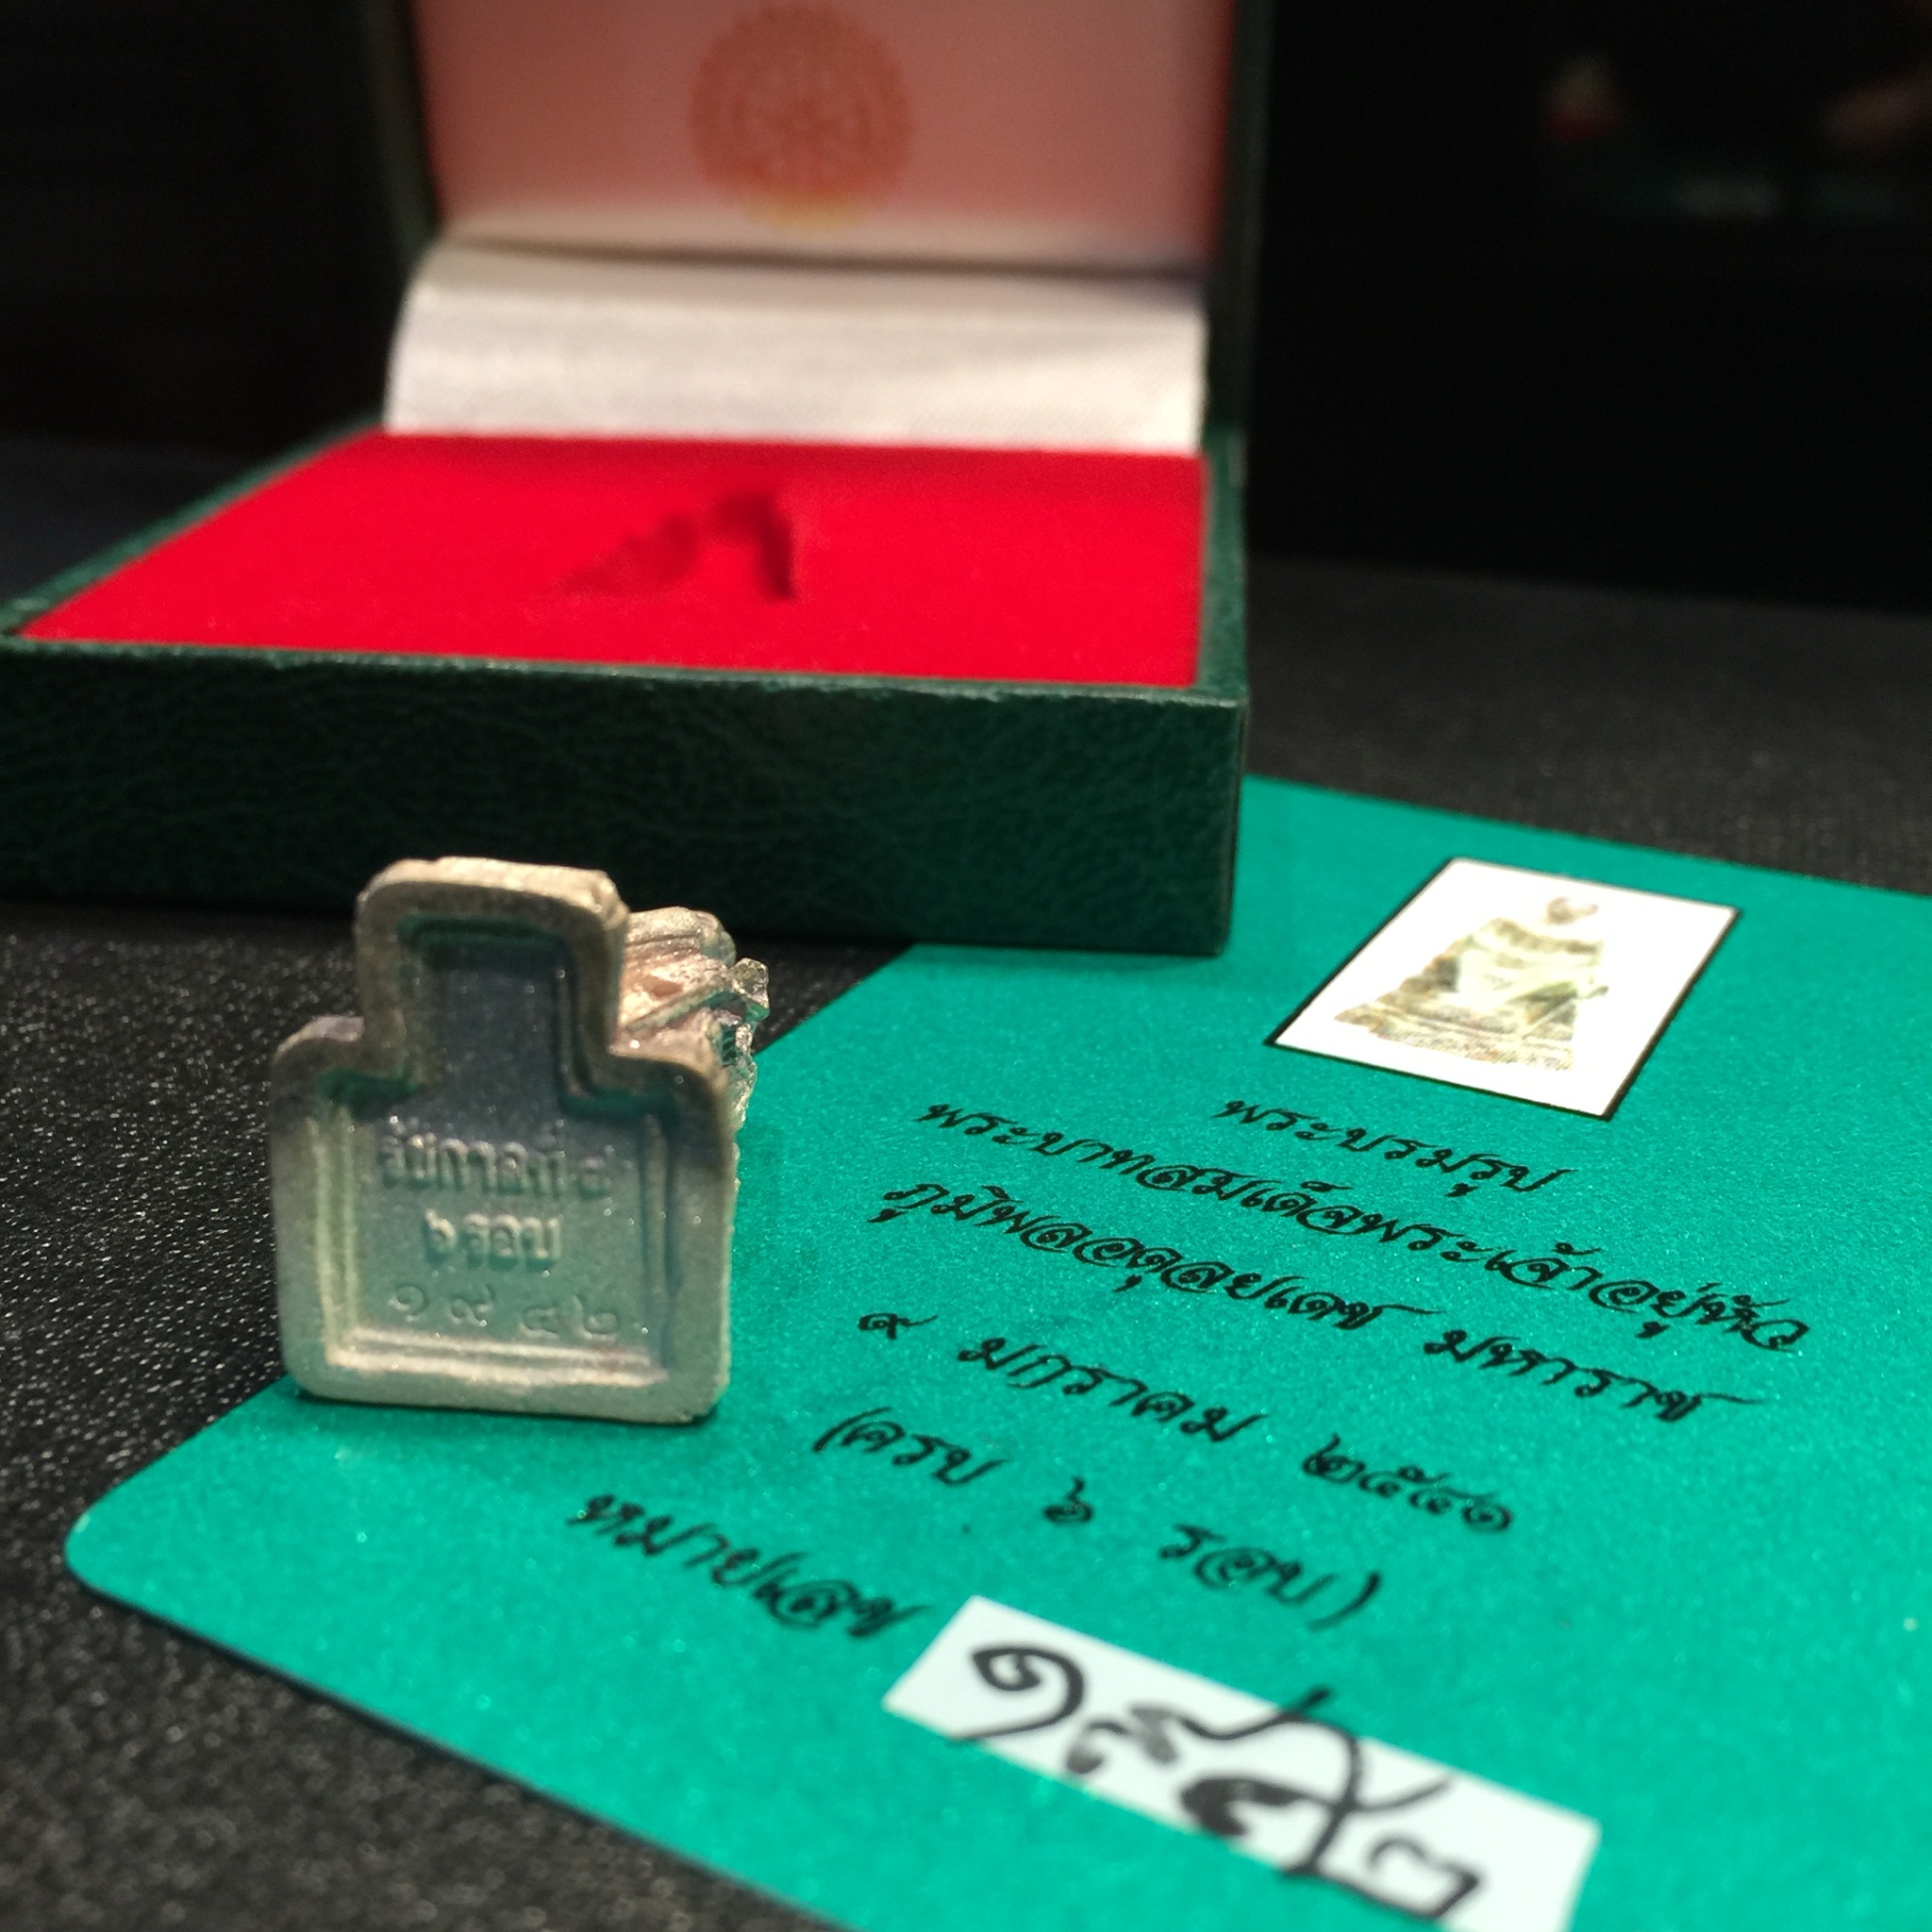 รัชกาลที่ ๙
๖ รอบ
๑๙๘๒
พระบรมรูป
พระบาทสมเด็จพระเจ้าอยู่หัว
ภูมิพลอดุลยเดช มหาราช
๙ มกราคม ๒๕๔๑
(ครบ ๖ รอบ)
หมายเลข